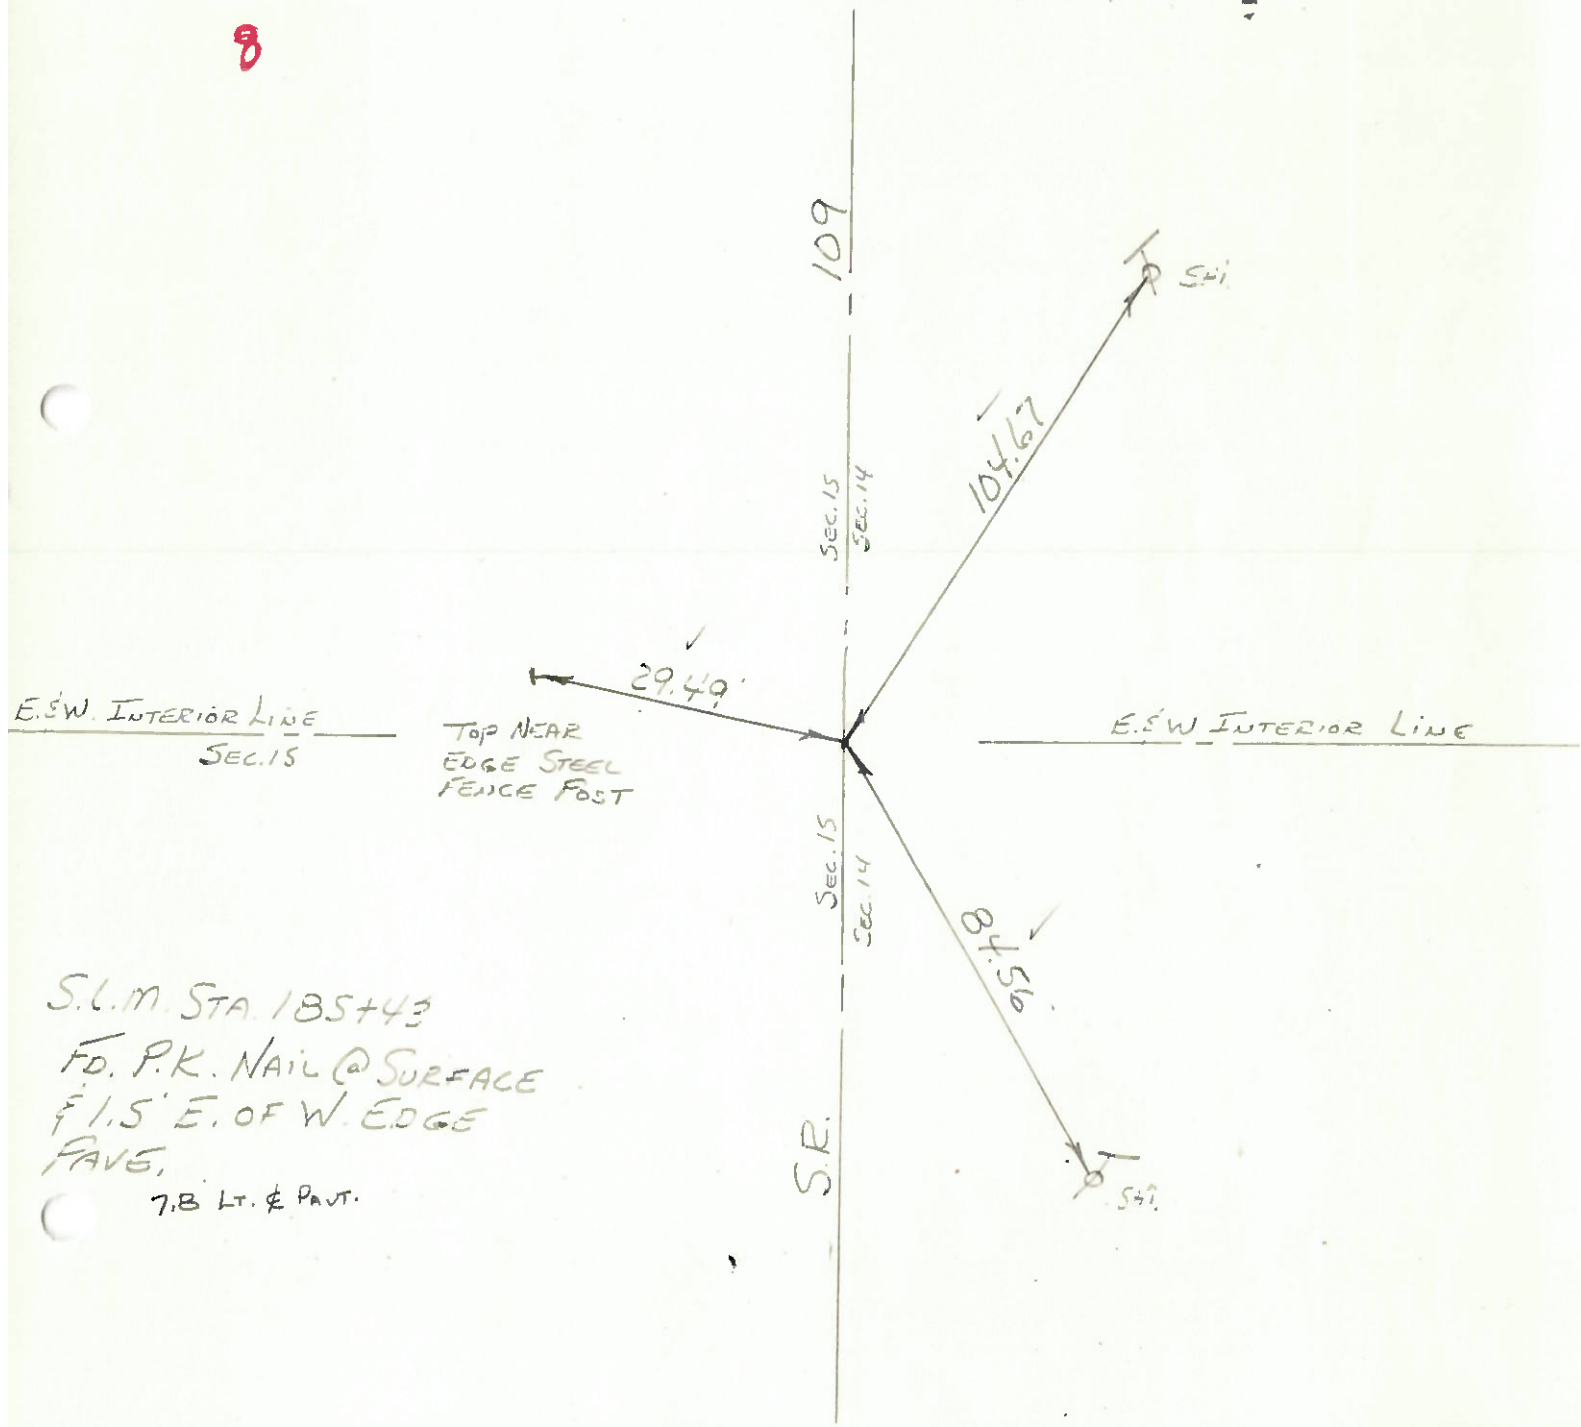 8
109
Sti.
104.67
SEC. 15
SEC. 14
29.49'
E. & W. INTERIOR LINE
SEC. 15
TOP NEAR
EDGE STEEL
FENCE POST
E. & W INTERIOR LINE
SEC. 15
SEC. 14
84.56
S.L.M. STA. 185+43
FD. P.K. NAIL @ SURFACE
& 1.5' E. OF W. EDGE
PAVE.
7.8 LT. ₵ PAVT.
S.R.
Sti.